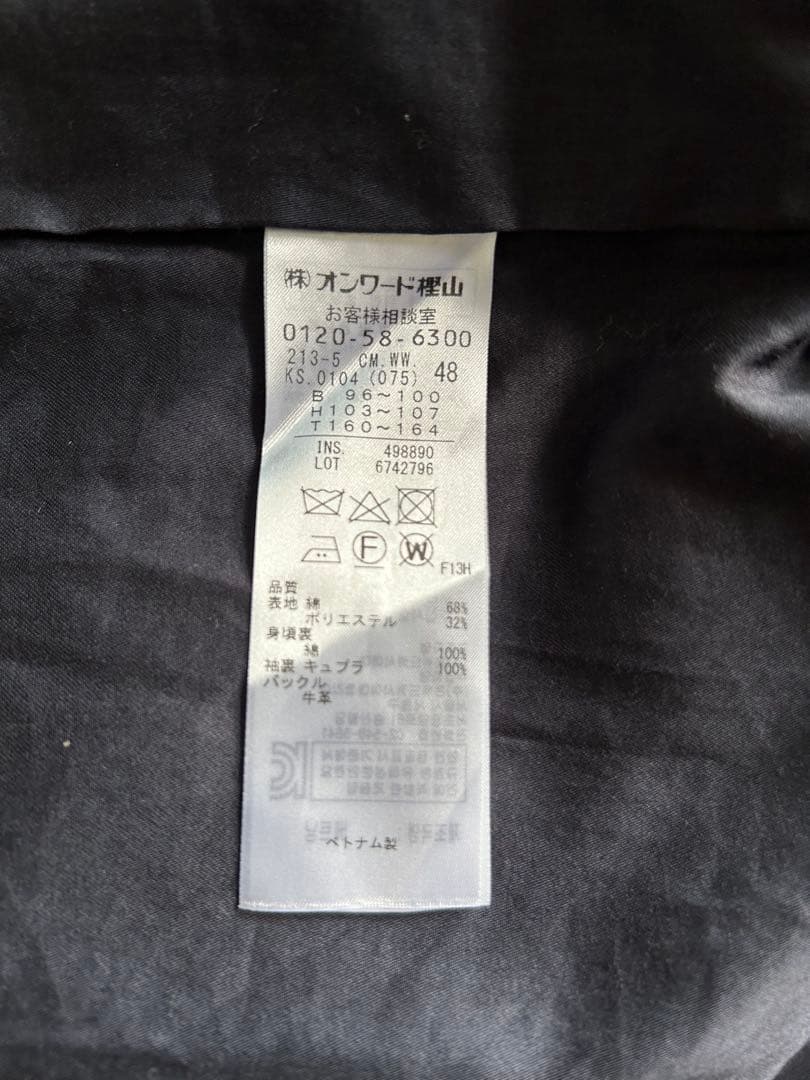 (株)オンワード樫山
お客様相談室
0120-58-6300
213-5 CM.WW.
KS.0104 (075) 48
B 96～100
H 103～107
T 160～164
INS. 498890
LOT 6742796
F W
F13H
品質
表地 綿 68%
ポリエステル 32%
身頃裏
綿 100%
袖裏 キュプラ 100%
バックル
牛革
ベトナム製